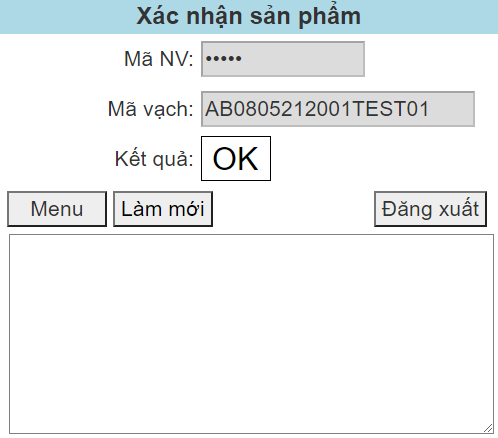 Xác nhận sản phẩm
Mã NV: •••••
Mã vạch: AB0805212001TEST01
Kết quả: OK
Menu Làm mới Đăng xuất